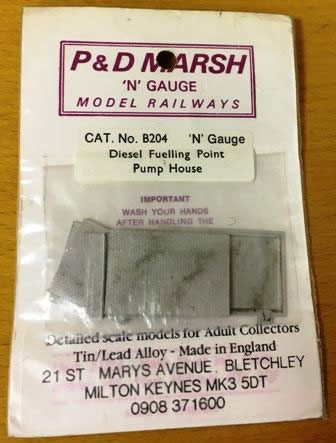 P & D MARSH
'N' GAUGE
MODEL RAILWAYS
CAT. No. B204 'N' Gauge
Diesel Fuelling Point
Pump House
IMPORTANT
WASH YOUR HANDS
AFTER HANDLING THE
Detailed scale models for Adult Collectors
Tin/Lead Alloy - Made in England
21 ST MARYS AVENUE, BLETCHLEY
MILTON KEYNES MK3 5DT
0908 371600